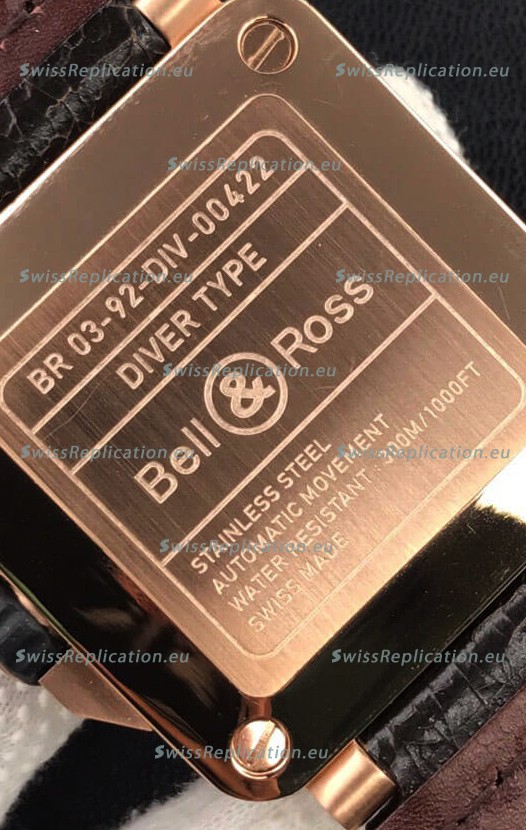 SwissReplication.eu SwissReplication.eu
SwissReplication.eu
BR 03-92-DIV-00422
SwissReplication.eu SwissReplication.eu
DIVER TYPE
SwissReplication.eu
Bell & Ross
SwissReplication.eu SwissReplication.eu
STAINLESS STEEL
AUTOMATIC MOVEMENT
WATER RESISTANT 300M/1000FT
SWISS MADE
SwissReplication.eu
SwissReplication.eu SwissReplication.eu
SwissReplication.eu